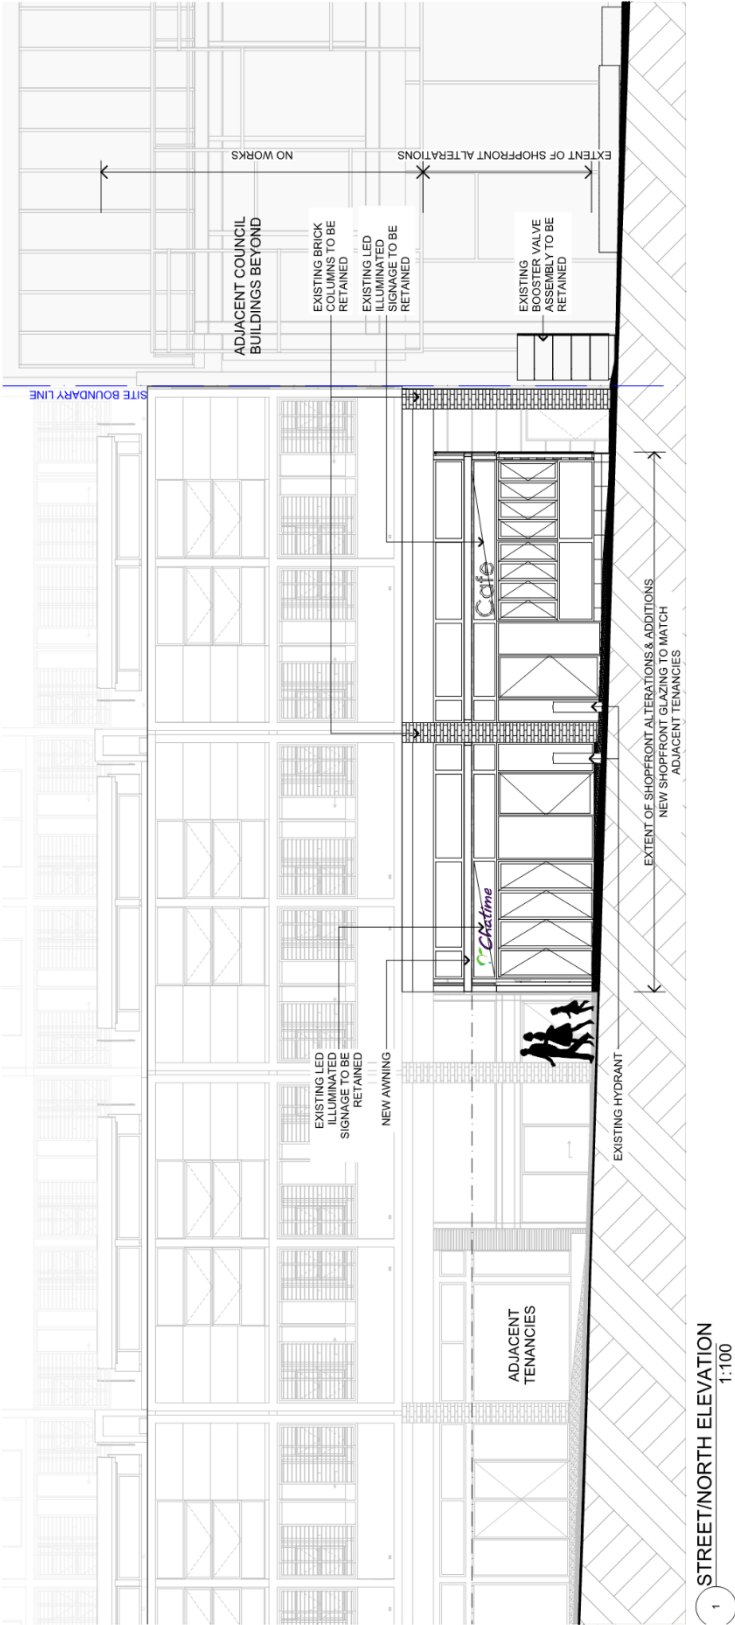 ADJACENT COUNCIL
BUILDINGS BEYOND
NO WORKS
EXTENT OF SHOPFRONT ALTERATIONS
SITE BOUNDARY LINE
EXISTING BRICK
COLUMNS TO BE
RETAINED
EXISTING LED
ILLUMINATED
SIGNAGE TO BE
RETAINED
EXISTING
BOOSTER VALVE
ASSEMBLY TO BE
RETAINED
EXISTING LED
ILLUMINATED
SIGNAGE TO BE
RETAINED
NEW AWNING
Chatime
Cafe
ADJACENT
TENANCIES
EXISTING HYDRANT
EXTENT OF SHOPFRONT ALTERATIONS & ADDITIONS
NEW SHOPFRONT GLAZING TO MATCH
ADJACENT TENANCIES
1
STREET/NORTH ELEVATION
1:100